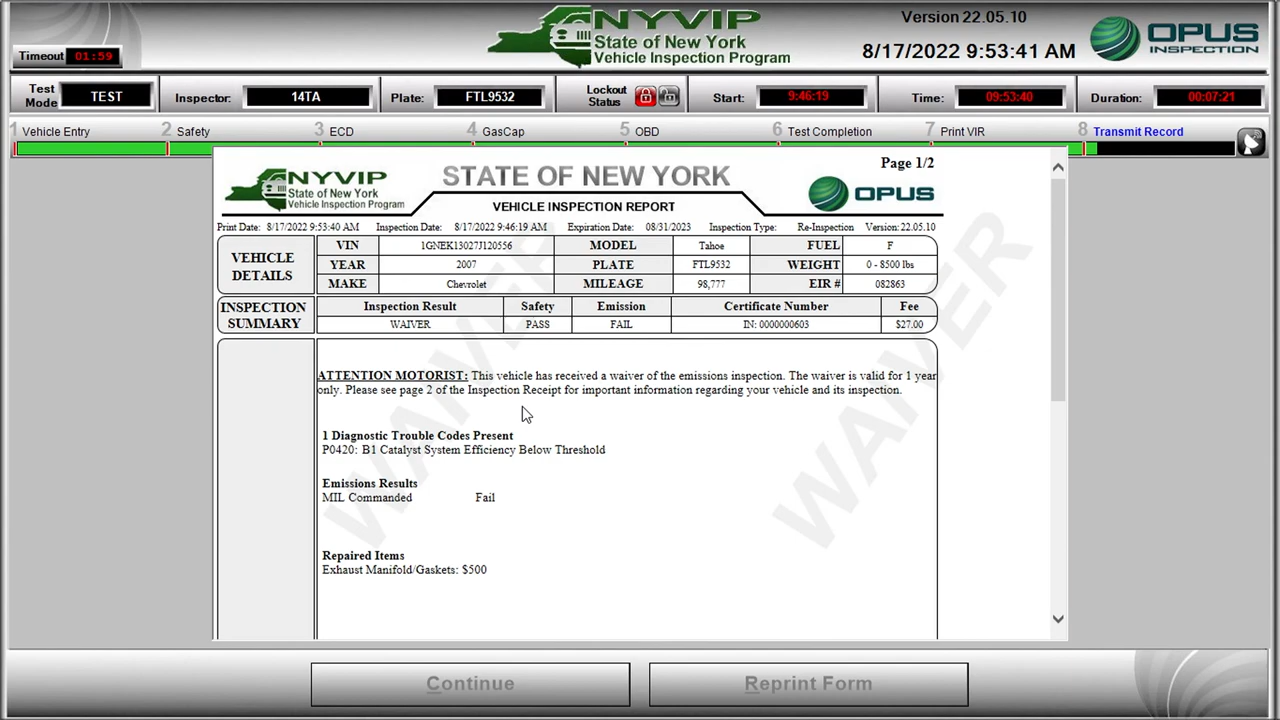 NYVIP
State of New York
Vehicle Inspection Program
Version 22.05.10
8/17/2022 9:53:41 AM
OPUS
INSPECTION
Timeout 01:59
Test Mode TEST
Inspector: 14TA
Plate: FTL9532
Lockout Status
Start: 9:46:19
Time: 09:53:40
Duration: 00:07:21
1 Vehicle Entry 2 Safety 3 ECD 4 GasCap 5 OBD 6 Test Completion 7 Print VIR 8 Transmit Record
Page 1/2
NYVIP
State of New York
Vehicle Inspection Program
STATE OF NEW YORK
VEHICLE INSPECTION REPORT
OPUS
Print Date: 8/17/2022 9:53:40 AM Inspection Date: 8/17/2022 9:46:19 AM Expiration Date: 08/31/2023 Inspection Type: Re-Inspection Version: 22.05.10
VEHICLE DETAILS
VIN 1GNEK13027J120556 MODEL Tahoe FUEL F
YEAR 2007 PLATE FTL9532 WEIGHT 0 - 8500 lbs
MAKE Chevrolet MILEAGE 98,777 EIR # 082863
INSPECTION SUMMARY
Inspection Result Safety Emission Certificate Number Fee
WAIVER PASS FAIL IN: 0000000603 $27.00
ATTENTION MOTORIST: This vehicle has received a waiver of the emissions inspection. The waiver is valid for 1 year
only. Please see page 2 of the Inspection Receipt for important information regarding your vehicle and its inspection.
1 Diagnostic Trouble Codes Present
P0420: B1 Catalyst System Efficiency Below Threshold
Emissions Results
MIL Commanded Fail
Repaired Items
Exhaust Manifold/Gaskets: $500
WAIVER
WAIVER
Continue
Reprint Form